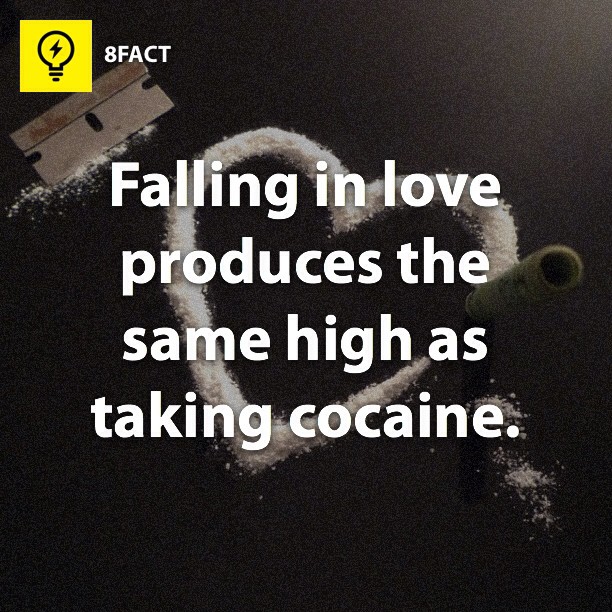 8FACT
Falling in love
produces the
same high as
taking cocaine.